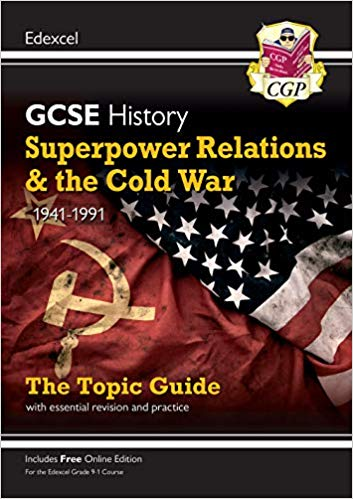 Edexcel
CGP
CGP
GCSE History
Superpower Relations
& the Cold War
1941-1991
The Topic Guide
with essential revision and practice
Includes Free Online Edition
For the Edexcel Grade 9-1 Course